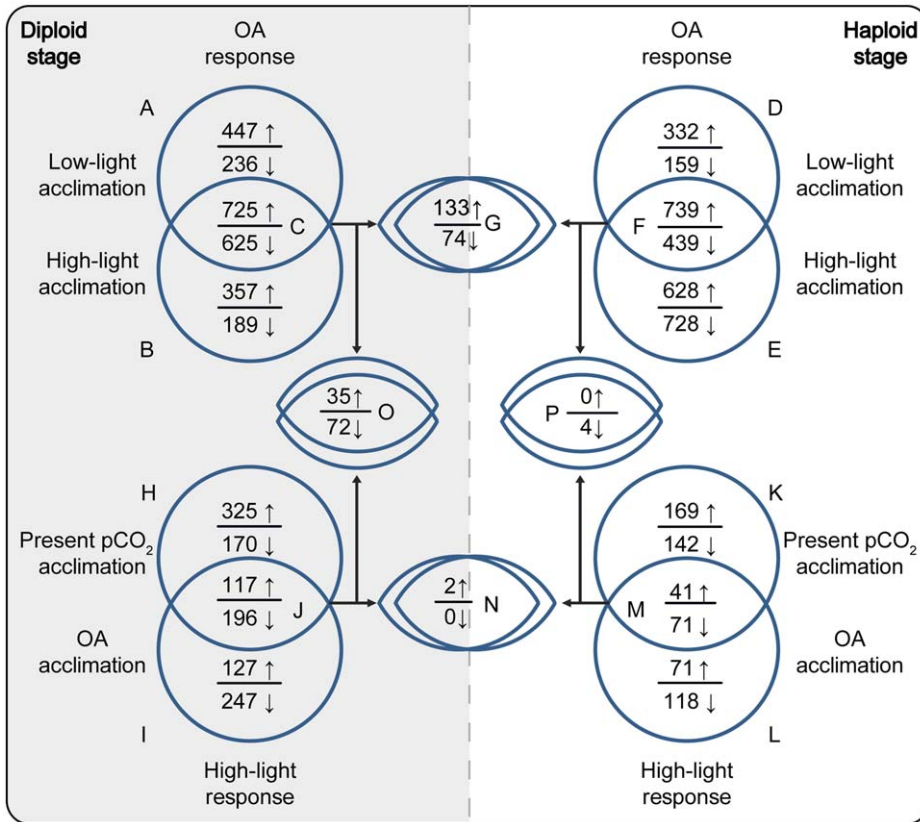 Diploid
stage
OA
response
OA
response
Haploid
stage
A
447 ↑
236 ↓
Low-light
acclimation
725 ↑
625 ↓
C
High-light
acclimation
357 ↑
189 ↓
B
133↑
74↓
G
D
332 ↑
159 ↓
Low-light
acclimation
F
739 ↑
439 ↓
High-light
acclimation
628 ↑
728 ↓
E
35↑
72↓
O
P
0↑
4↓
H
325 ↑
170 ↓
Present pCO₂
acclimation
117 ↑
196 ↓
J
OA
acclimation
127 ↑
247 ↓
I
High-light
response
2↑
0↓
N
K
169 ↑
142 ↓
Present pCO₂
acclimation
M
41 ↑
71 ↓
OA
acclimation
71 ↑
118 ↓
L
High-light
response